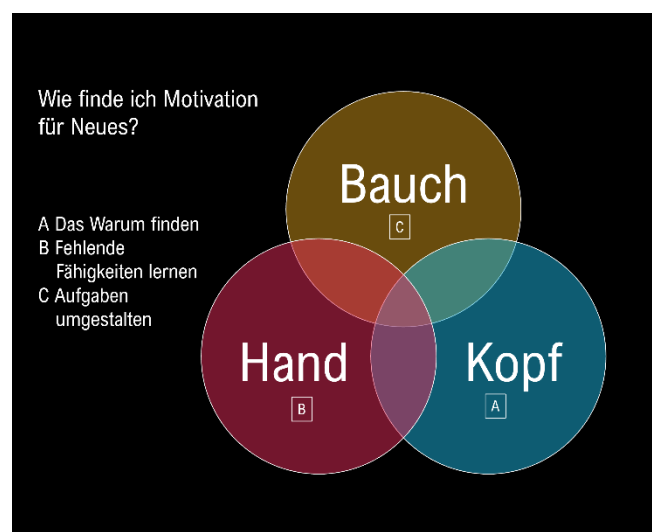 Wie finde ich Motivation
für Neues?
A Das Warum finden
B Fehlende
Fähigkeiten lernen
C Aufgaben
umgestalten
Bauch
C
Hand
B
Kopf
A